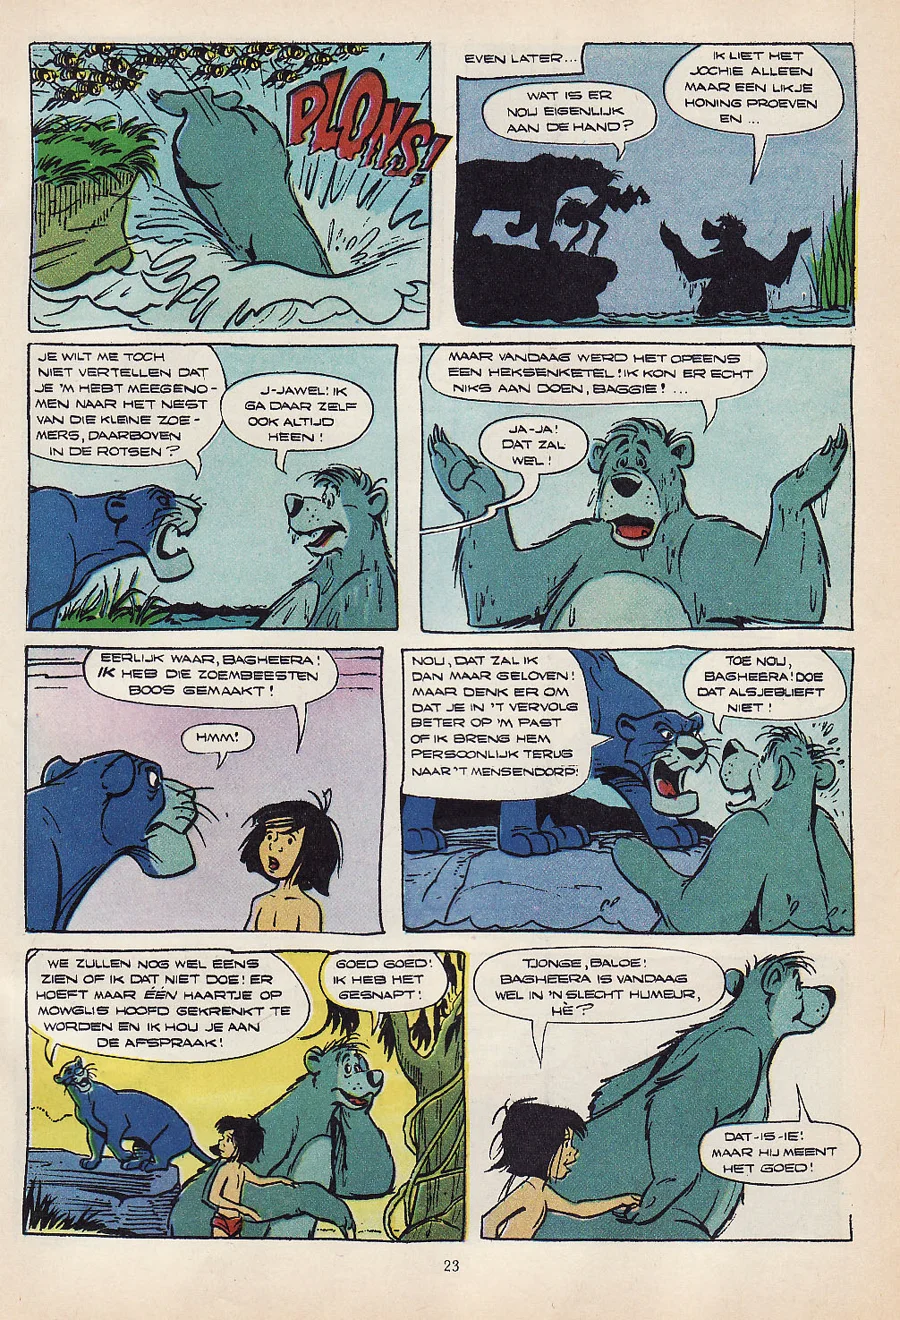 PLONS!
EVEN LATER...
WAT IS ER
NOU EIGENLIJK
AAN DE HAND?
IK LIET HET
JOCHIE ALLEEN
MAAR EEN LIKJE
HONING PROEVEN
EN ...
JE WILT ME TOCH
NIET VERTELLEN DAT
JE 'M HEBT MEEGENO-
MEN NAAR HET NEST
VAN DIE KLEINE ZOE-
MERS, DAARBOVEN
IN DE ROTSEN?
J-JAWEL! IK
GA DAAR ZELF
OOK ALTIJD
HEEN!
MAAR VANDAAG WERD HET OPEENS
EEN HEKSENKETEL! IK KON ER ECHT
NIKS AAN DOEN, BAGGIE! ...
JA-JA!
DAT ZAL
WEL!
EERLIJK WAAR, BAGHEERA!
IK HEB DIE ZOEMBEESTEN
BOOS GEMAAKT!
HMM!
NOU, DAT ZAL IK
DAN MAAR GELOVEN!
MAAR DENK ER OM
DAT JE IN 'T VERVOLG
BETER OP 'M PAST
OF IK BRENG HEM
PERSOONLIJK TERUG
NAAR 'T MENSENDORP!
TOE NOU,
BAGHEERA! DOE
DAT ALSJEBLIEFT
NIET!
WE ZULLEN NOG WEL EENS
ZIEN OF IK DAT NIET DOE! ER
HOEFT MAAR ÉÉN HAARTJE OP
MOWGLIS HOOFD GEKRENKT TE
WORDEN EN IK HOU JE AAN
DE AFSPRAAK!
GOED GOED!
IK HEB HET
GESNAPT!
TJONGE, BALOE!
BAGHEERA IS VANDAAG
WEL IN 'N SLECHT HUMEUR,
HÈ?
DAT-IS-IE!
MAAR HIJ MEENT
HET GOED!
23